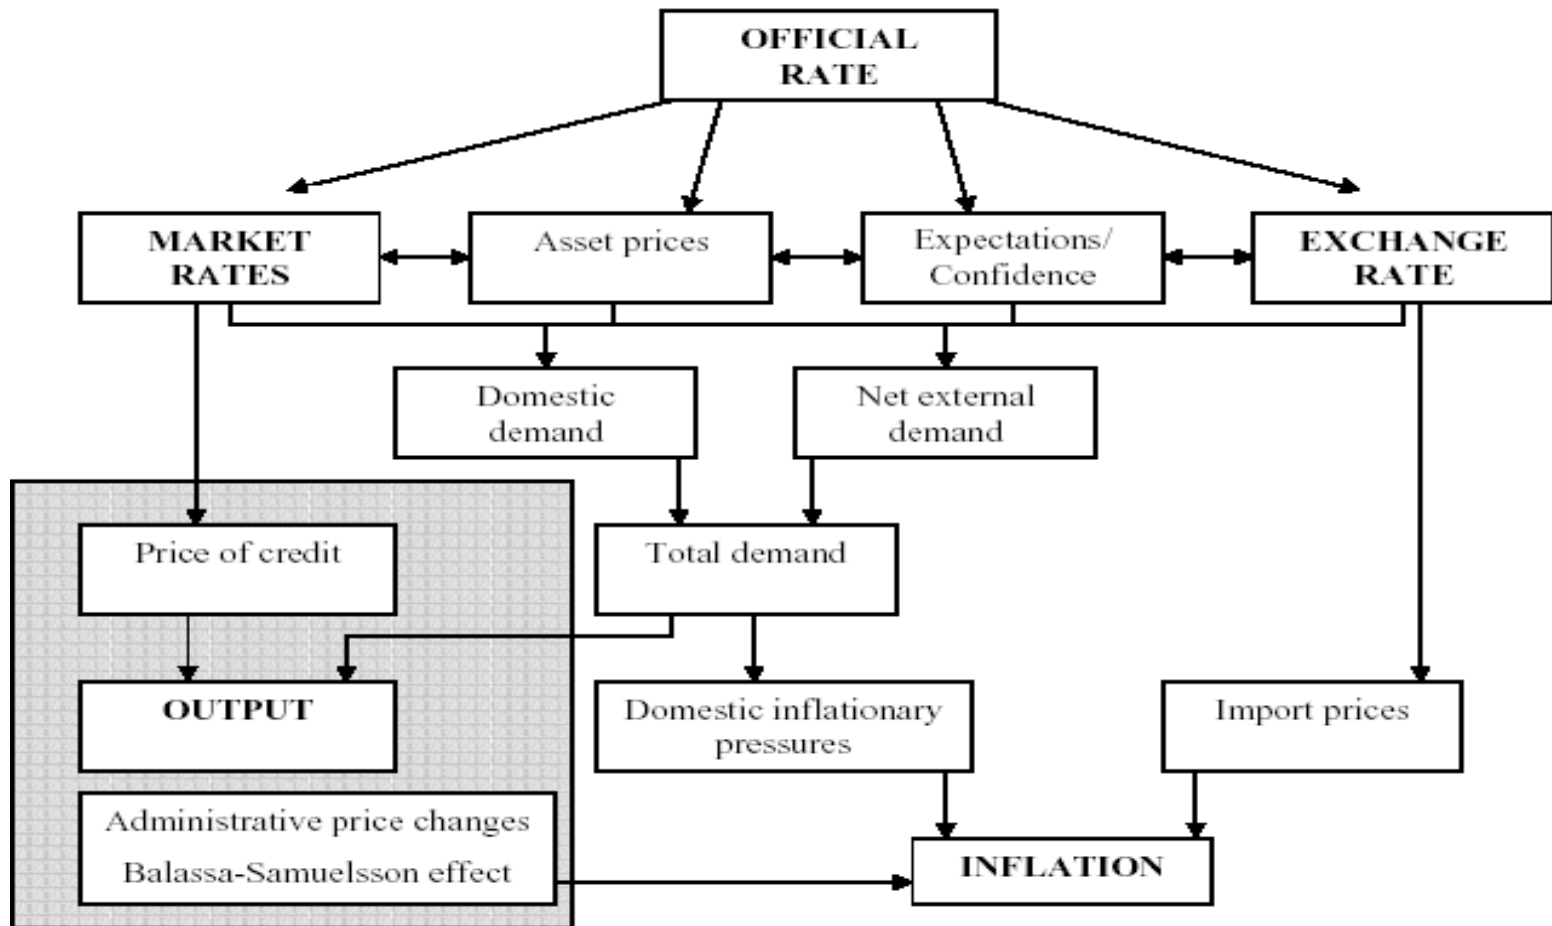 OFFICIAL
RATE
MARKET
RATES
Asset prices
Expectations/
Confidence
EXCHANGE
RATE
Domestic
demand
Net external
demand
Price of credit
Total demand
OUTPUT
Domestic inflationary
pressures
Import prices
Administrative price changes
Balassa-Samuelsson effect
INFLATION